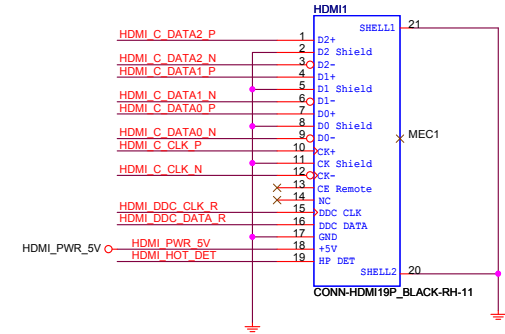 HDMI1
SHELL1 21
HDMI_C_DATA2_P 1 D2+
2 D2 Shield
HDMI_C_DATA2_N 3 D2-
HDMI_C_DATA1_P 4 D1+
5 D1 Shield
HDMI_C_DATA1_N 6 D1-
HDMI_C_DATA0_P 7 D0+
8 D0 Shield
HDMI_C_DATA0_N 9 D0- MEC1
HDMI_C_CLK_P 10 CK+
11 CK Shield
HDMI_C_CLK_N 12 CK-
13 CE Remote
14 NC
HDMI_DDC_CLK_R 15 DDC CLK
HDMI_DDC_DATA_R 16 DDC DATA
17 GND
HDMI_PWR_5V HDMI_PWR_5V 18 +5V
HDMI_HOT_DET 19 HP DET
SHELL2 20
CONN-HDMI19P_BLACK-RH-11